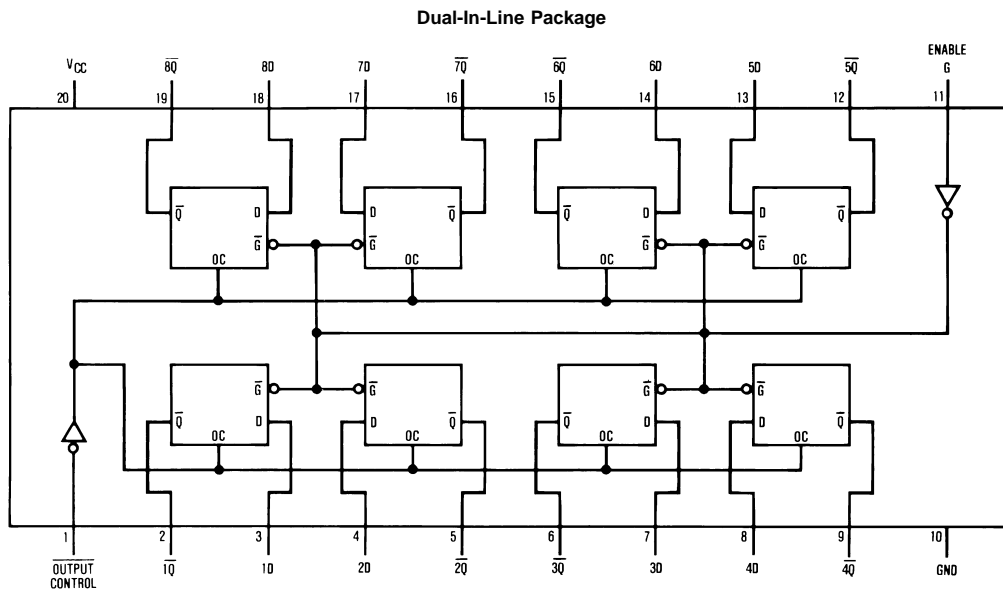 Dual-In-Line Package
V_CC 8Q̅ 8D 7D 7Q̅ 6Q̅ 6D 5D 5Q̅ ENABLE
G
20 19 18 17 16 15 14 13 12 11
Q̅ D D Q̅ Q̅ D D Q̅
G̅ G̅ G̅ G̅
OC OC OC OC
G̅ G̅ G̅ G̅
Q̅ D D Q̅ Q̅ D D Q̅
OC OC OC OC
1 2 3 4 5 6 7 8 9 10
O̅U̅T̅P̅U̅T̅ 1Q̅ 1D 2D 2Q̅ 3Q̅ 3D 4D 4Q̅ GND
CONTROL